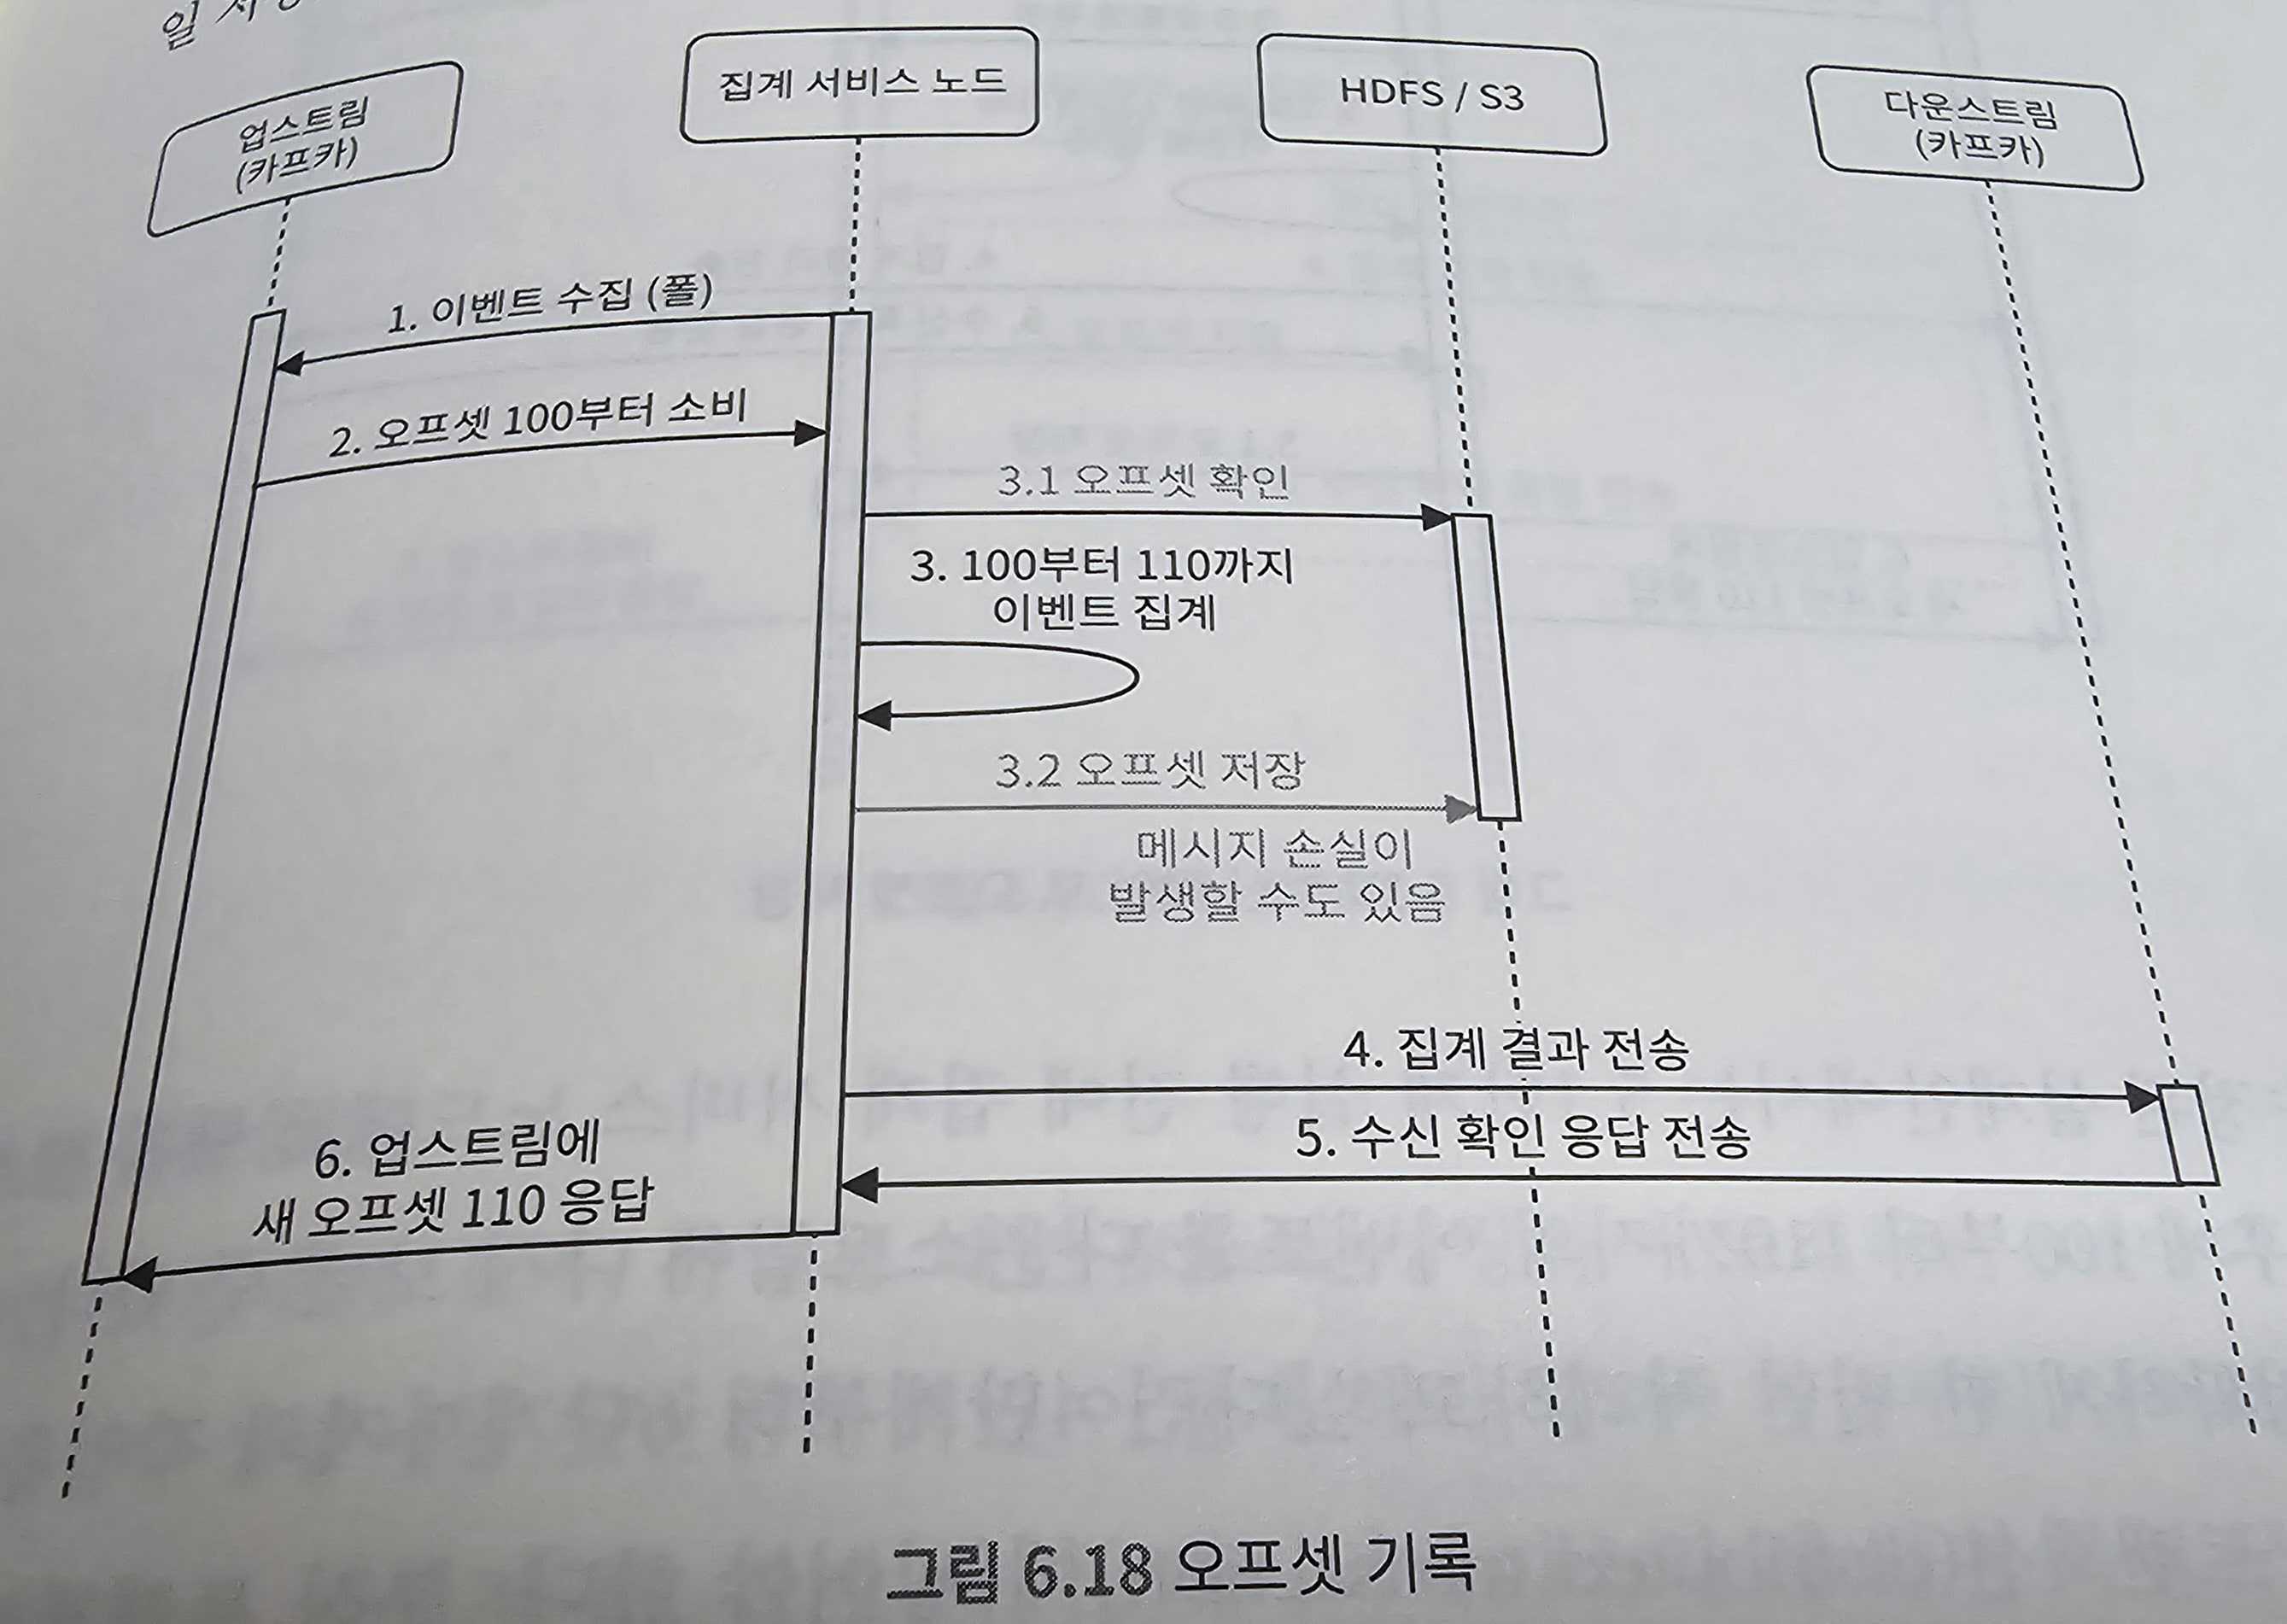 업스트림
(카프카)
집계 서비스 노드
HDFS / S3
다운스트림
(카프카)
1. 이벤트 수집 (폴)
2. 오프셋 100부터 소비
3.1 오프셋 확인
3. 100부터 110까지
이벤트 집계
3.2 오프셋 저장
메시지 손실이
발생할 수도 있음
4. 집계 결과 전송
5. 수신 확인 응답 전송
6. 업스트림에
새 오프셋 110 응답
그림 6.18 오프셋 기록